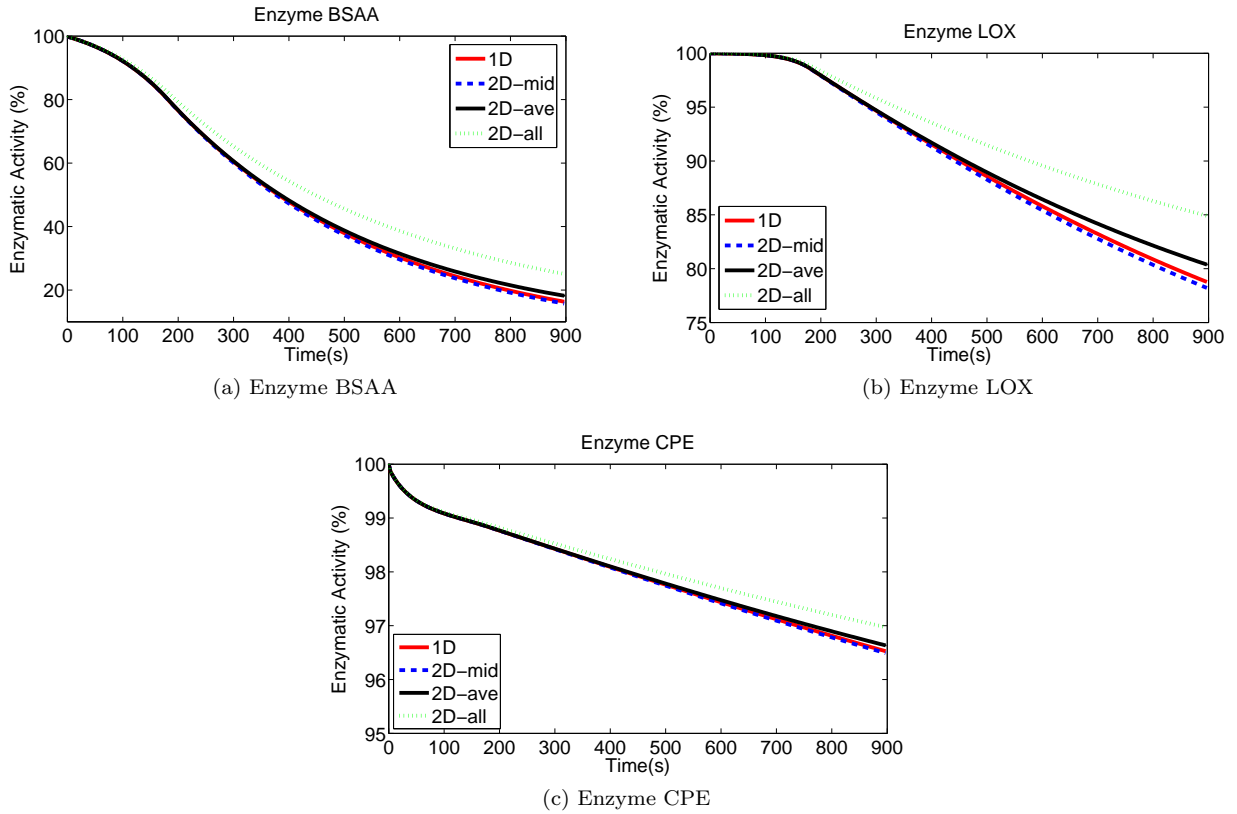 Enzyme BSAA
Enzymatic Activity (%)
100
80
60
40
20
1D
2D-mid
2D-ave
2D-all
0 100 200 300 400 500 600 700 800 900
Time(s)
(a) Enzyme BSAA
Enzyme LOX
Enzymatic Activity (%)
100
95
90
85
80
75
1D
2D-mid
2D-ave
2D-all
0 100 200 300 400 500 600 700 800 900
Time(s)
(b) Enzyme LOX
Enzyme CPE
Enzymatic Activity (%)
100
99
98
97
96
95
1D
2D-mid
2D-ave
2D-all
0 100 200 300 400 500 600 700 800 900
Time(s)
(c) Enzyme CPE